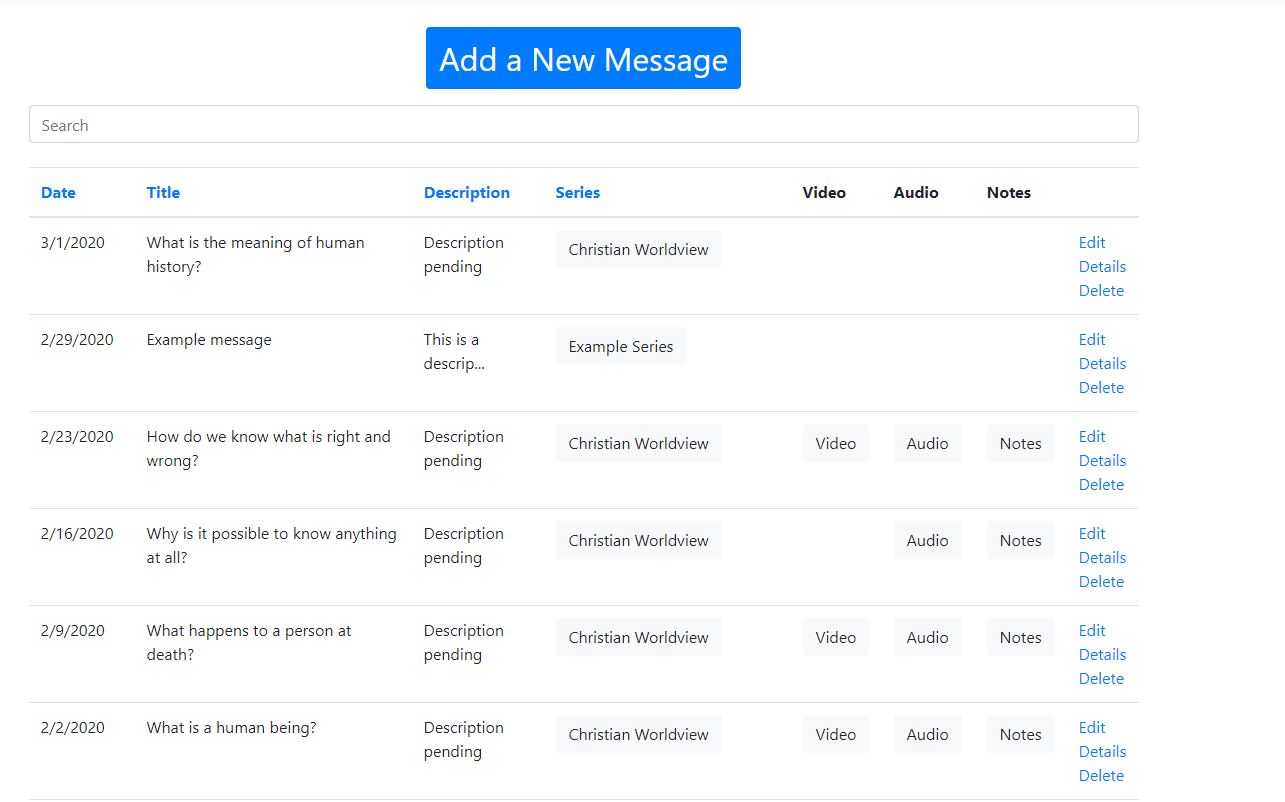 Add a New Message
Search
Date Title Description Series Video Audio Notes
3/1/2020 What is the meaning of human Description Christian Worldview Edit
history? pending Details
Delete
2/29/2020 Example message This is a Example Series Edit
descrip... Details
Delete
2/23/2020 How do we know what is right and Description Christian Worldview Video Audio Notes Edit
wrong? pending Details
Delete
2/16/2020 Why is it possible to know anything Description Christian Worldview Audio Notes Edit
at all? pending Details
Delete
2/9/2020 What happens to a person at Description Christian Worldview Video Audio Notes Edit
death? pending Details
Delete
2/2/2020 What is a human being? Description Christian Worldview Video Audio Notes Edit
pending Details
Delete